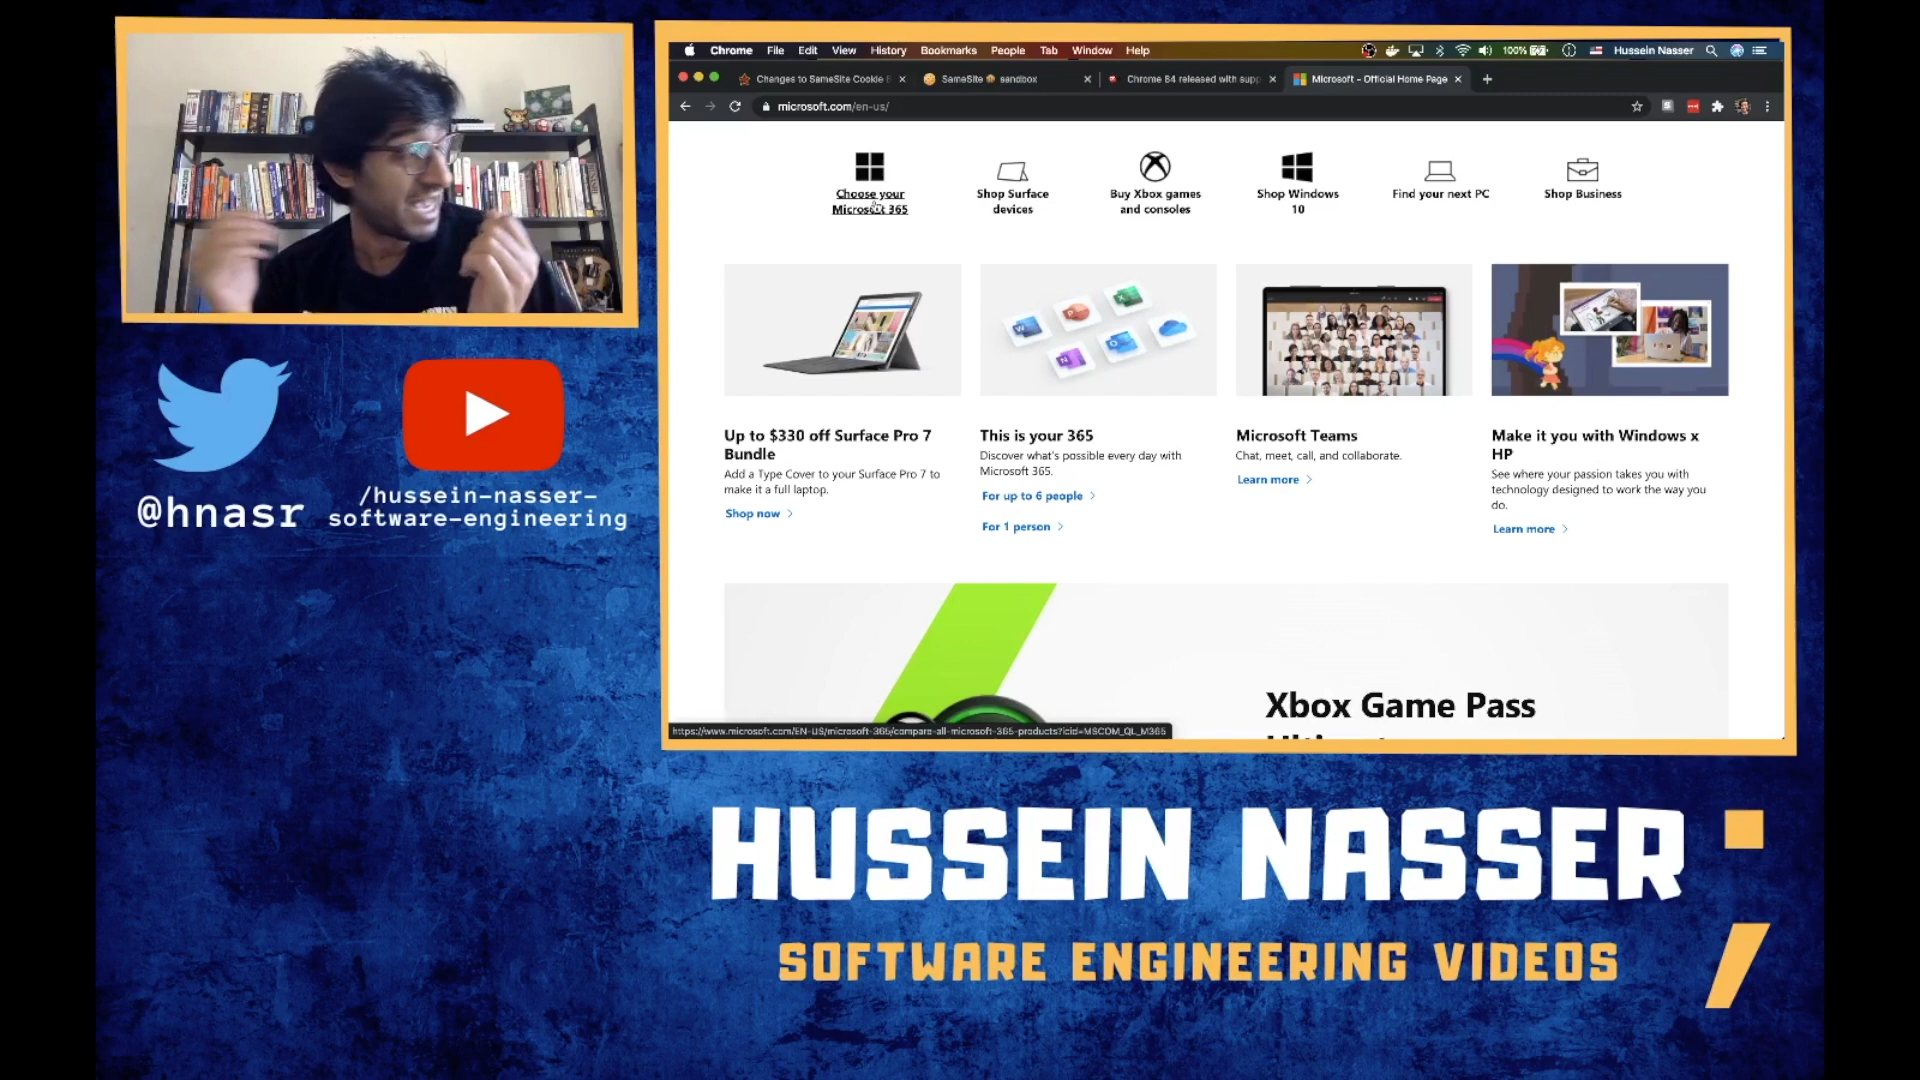 Chrome File Edit View History Bookmarks People Tab Window Help 100% Hussein Nasser
Changes to SameSite Cookie B
SameSite sandbox
Chrome 84 released with supp
Microsoft - Official Home Page
microsoft.com/en-us/
Choose your
Microsoft 365
Shop Surface
devices
Buy Xbox games
and consoles
Shop Windows
10
Find your next PC
Shop Business
Up to $330 off Surface Pro 7
Bundle
Add a Type Cover to your Surface Pro 7 to
make it a full laptop.
Shop now
This is your 365
Discover what's possible every day with
Microsoft 365.
For up to 6 people
For 1 person
Microsoft Teams
Chat, meet, call, and collaborate.
Learn more
Make it you with Windows x
HP
See where your passion takes you with
technology designed to work the way you
do.
Learn more
Xbox Game Pass
https://www.microsoft.com/EN-US/microsoft-365/compare-all-microsoft-365-products?icid=MSCOM_QL_M365
@hnasr
/hussein-nasser-
software-engineering
HUSSEIN NASSER
SOFTWARE ENGINEERING VIDEOS
;